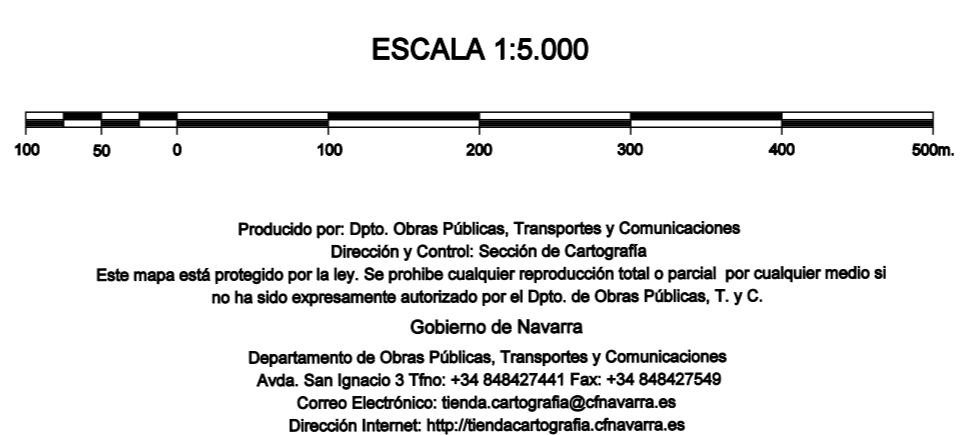 ESCALA 1:5.000
100 50 0 100 200 300 400 500m.
Producido por: Dpto. Obras Públicas, Transportes y Comunicaciones
Dirección y Control: Sección de Cartografía
Este mapa está protegido por la ley. Se prohibe cualquier reproducción total o parcial por cualquier medio si
no ha sido expresamente autorizado por el Dpto. de Obras Públicas, T. y C.
Gobierno de Navarra
Departamento de Obras Públicas, Transportes y Comunicaciones
Avda. San Ignacio 3 Tfno: +34 848427441 Fax: +34 848427549
Correo Electrónico: tienda.cartografia@cfnavarra.es
Dirección Internet: http://tiendacartografia.cfnavarra.es